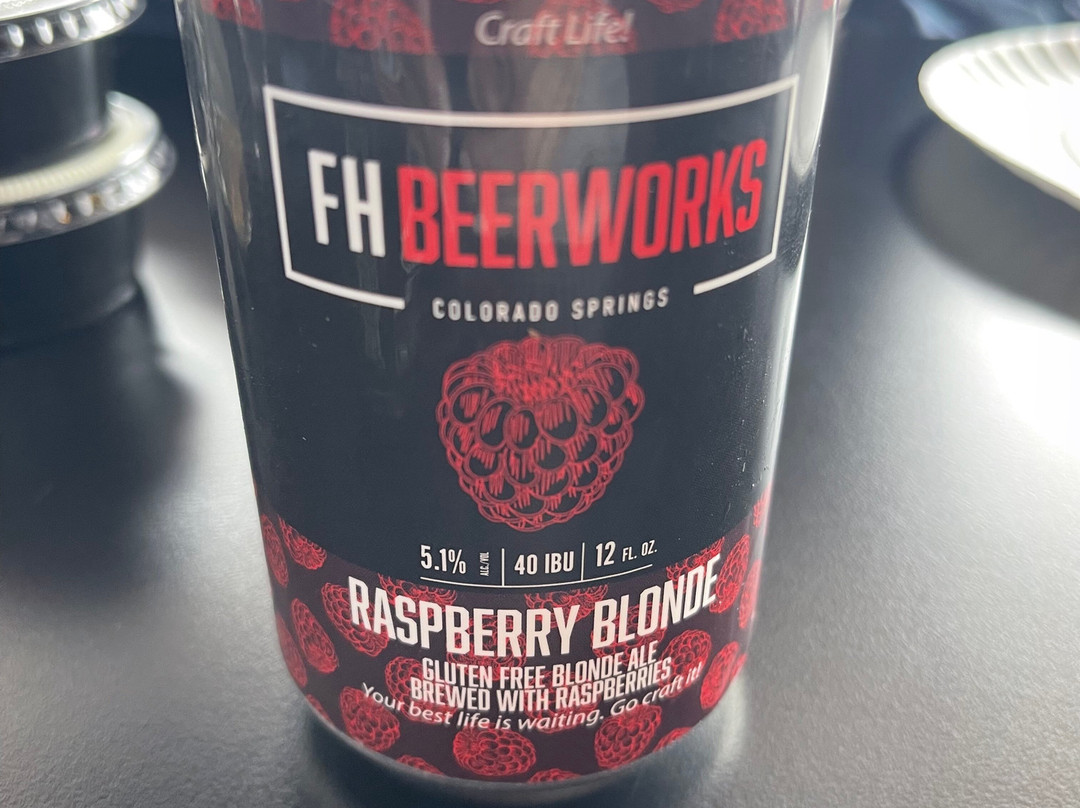 Craft Life!
FH BEERWORKS
COLORADO SPRINGS
5.1% ALC./VOL 40 IBU 12 FL. OZ.
RASPBERRY BLONDE
GLUTEN FREE BLONDE ALE
BREWED WITH RASPBERRIES
Your best life is waiting. Go craft it!